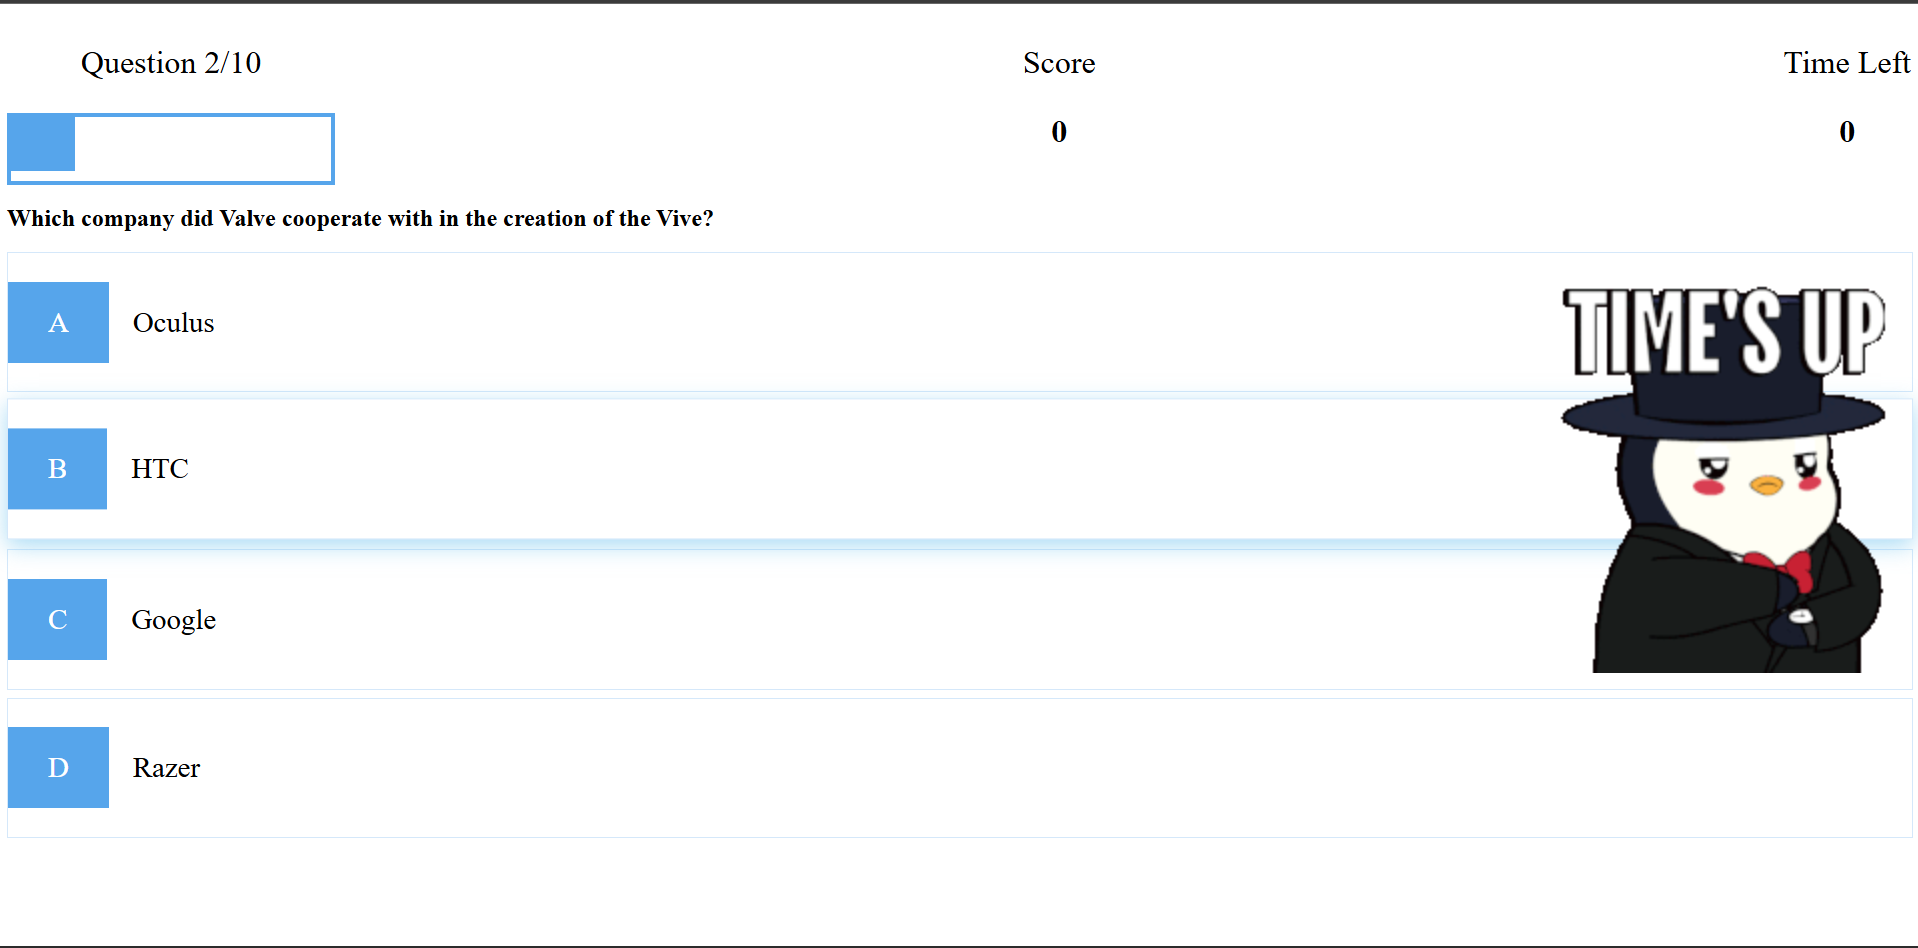 Question 2/10
Score
Time Left
0
0
Which company did Valve cooperate with in the creation of the Vive?
A Oculus
TIME'S UP
B HTC
C Google
D Razer